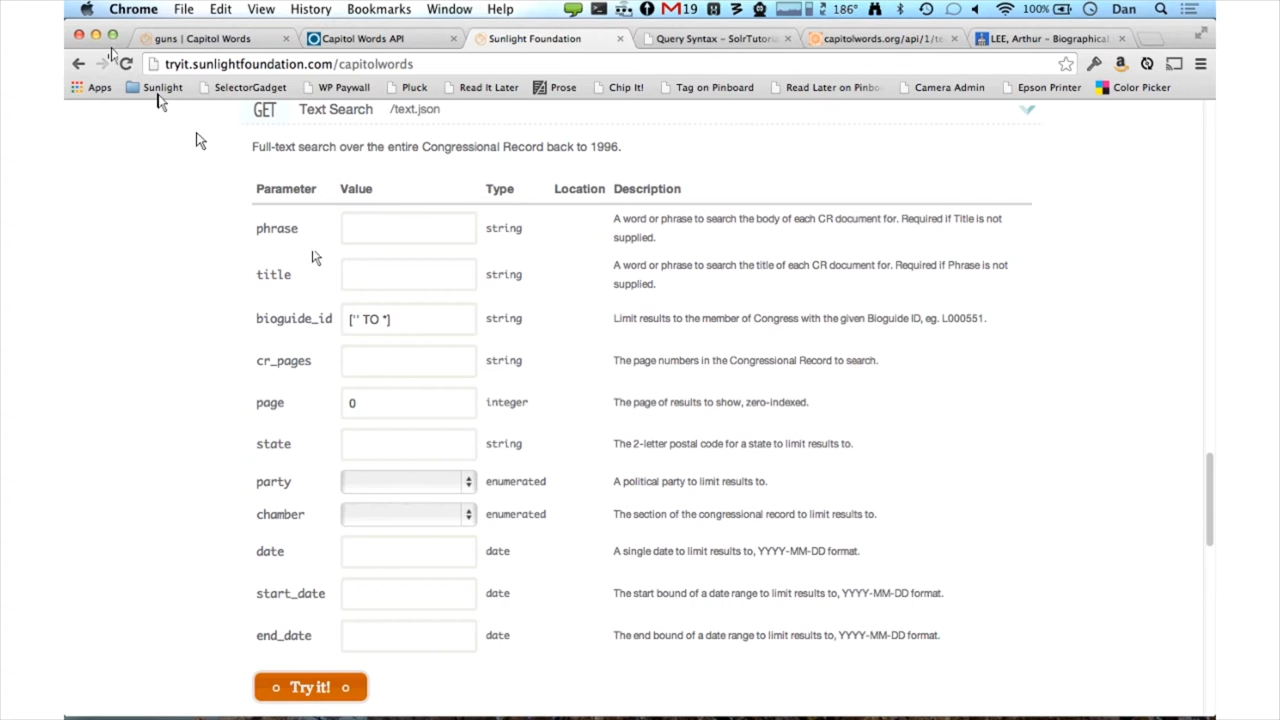 Chrome File Edit View History Bookmarks Window Help 19 186° 100% Dan
guns | Capitol Words
Capitol Words API
Sunlight Foundation
Query Syntax - SolrTutoria
capitolwords.org/api/1/te
LEE, Arthur - Biographical
tryit.sunlightfoundation.com/capitolwords
Apps Sunlight SelectorGadget WP Paywall Pluck Read It Later Prose Chip It! Tag on Pinboard Read Later on Pinbo Camera Admin Epson Printer Color Picker
GET Text Search /text.json
Full-text search over the entire Congressional Record back to 1996.
Parameter Value Type Location Description
phrase string A word or phrase to search the body of each CR document for. Required if Title is not
supplied.
title string A word or phrase to search the title of each CR document for. Required if Phrase is not
supplied.
bioguide_id ['' TO *] string Limit results to the member of Congress with the given Bioguide ID, eg. L000551.
cr_pages string The page numbers in the Congressional Record to search.
page 0 integer The page of results to show, zero-indexed.
state string The 2-letter postal code for a state to limit results to.
party enumerated A political party to limit results to.
chamber enumerated The section of the congressional record to limit results to.
date date A single date to limit results to, YYYY-MM-DD format.
start_date date The start bound of a date range to limit results to, YYYY-MM-DD format.
end_date date The end bound of a date range to limit results to, YYYY-MM-DD format.
Try it!